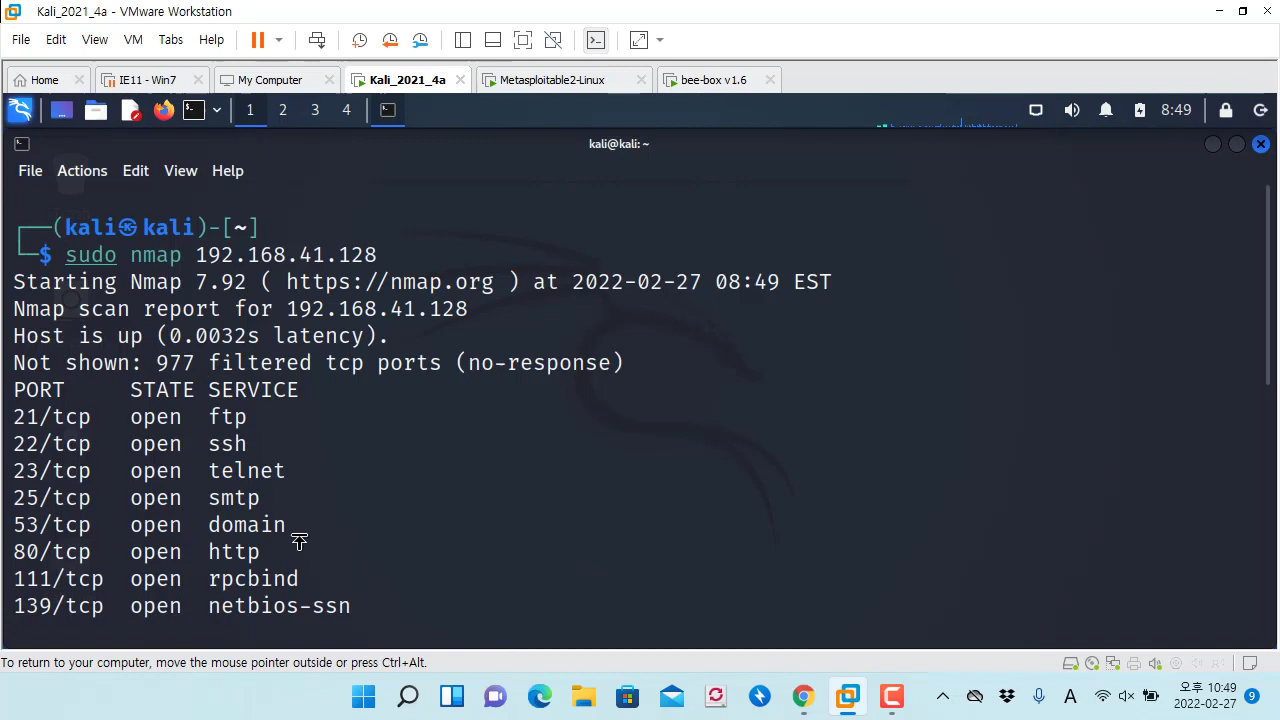 Kali_2021_4a - VMware Workstation
File Edit View VM Tabs Help
Home IE11 - Win7 My Computer Kali_2021_4a Metasploitable2-Linux bee-box v1.6
1 2 3 4 8:49
kali@kali: ~
File Actions Edit View Help
┌──(kali㉿kali)-[~]
└─$ sudo nmap 192.168.41.128
Starting Nmap 7.92 ( https://nmap.org ) at 2022-02-27 08:49 EST
Nmap scan report for 192.168.41.128
Host is up (0.0032s latency).
Not shown: 977 filtered tcp ports (no-response)
PORT STATE SERVICE
21/tcp open ftp
22/tcp open ssh
23/tcp open telnet
25/tcp open smtp
53/tcp open domain
80/tcp open http
111/tcp open rpcbind
139/tcp open netbios-ssn
To return to your computer, move the mouse pointer outside or press Ctrl+Alt.
A 오후 10:49
2022-02-27 9